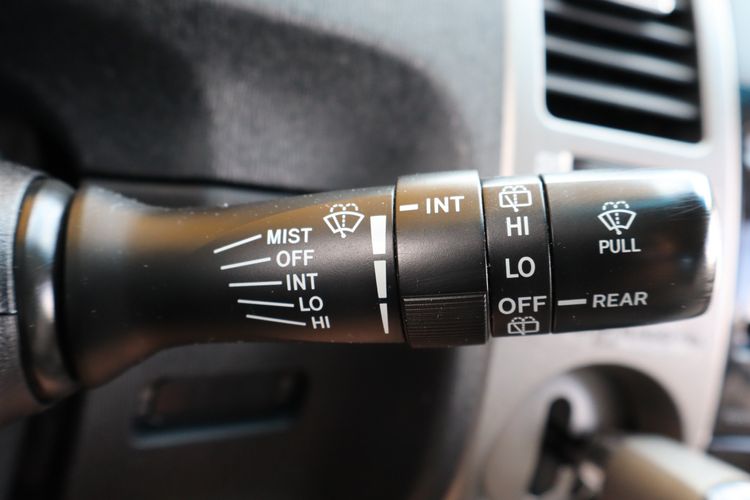 MIST
OFF
INT
LO
HI
INT
HI
LO
OFF
PULL
REAR